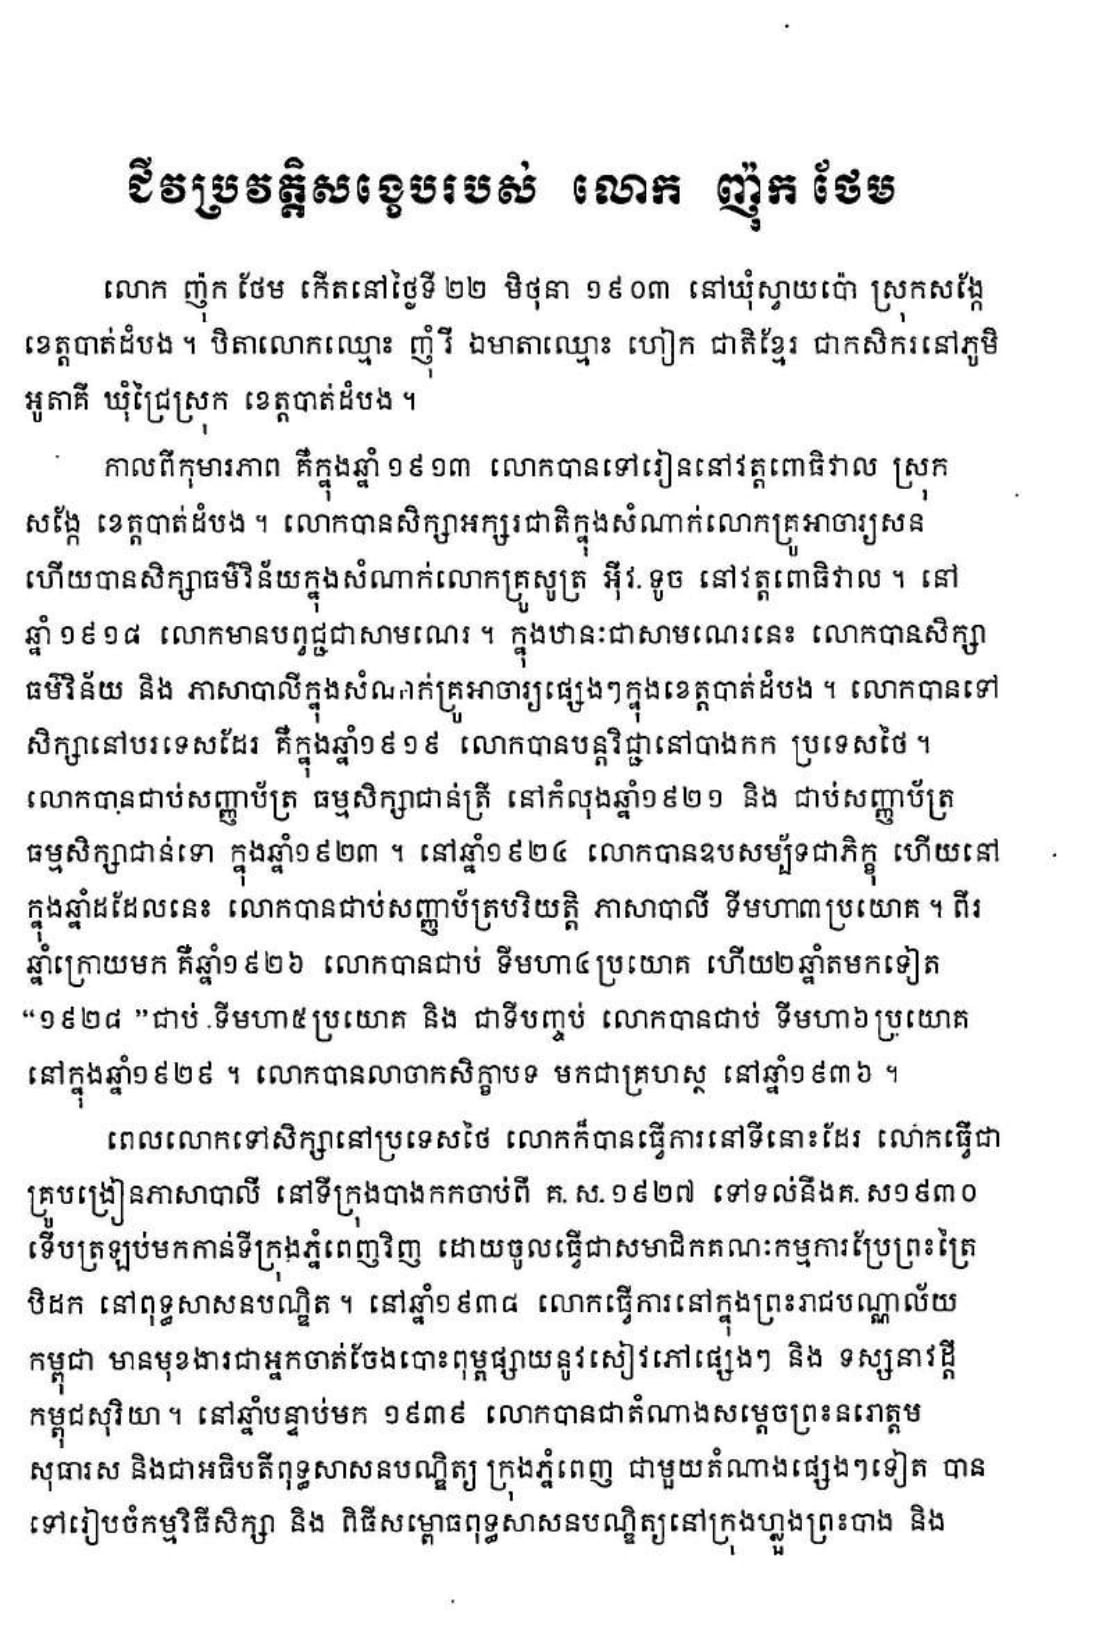 ជីវប្រវត្តិសង្ខេបរបស់ លោក ញ៉ុក ថែម
លោក ញ៉ុក ថែម កើតនៅថ្ងៃទី ២២ មិថុនា ១៩០៣ នៅឃុំស្វាយប៉ោ ស្រុកសង្កែ
ខេត្តបាត់ដំបង ។ ឋិតាលោកឈ្មោះ ញ៉ុំរី ឯមាតាឈ្មោះ ហៀក ជាតិខ្មែរ ជាកសិករនៅភូមិ
អូតាគី ឃុំជ្រៃស្រុក ខេត្តបាត់ដំបង ។
កាលពីកុមារភាព គឺក្នុងឆ្នាំ ១៩១៣ លោកបានទៅរៀននៅវត្តពោធិវាល ស្រុក
សង្កែ ខេត្តបាត់ដំបង ។ លោកបានសិក្សាអក្សរជាតិក្នុងសំណាក់លោកគ្រូអាចារ្យសន
ហើយបានសិក្សាធម៌វិន័យក្នុងសំណាក់លោកគ្រូសូត្រ អ៊ីវ. ទូច នៅវត្តពោធិវាល ។ នៅ
ឆ្នាំ ១៩១៨ លោកមានបព្វជ្ជជាសាមណេរ ។ ក្នុងឋានៈជាសាមណេរនេះ លោកបានសិក្សា
ធម៌វិន័យ និង ភាសាបាលីក្នុងសំណាក់គ្រូអាចារ្យផ្សេងៗក្នុងខេត្តបាត់ដំបង ។ លោកបានទៅ
សិក្សានៅបរទេសដែរ គឺក្នុងឆ្នាំ១៩១៩ លោកបានបន្តវិជ្ជានៅបាងកក ប្រទេសថៃ ។
លោកបានជាប់សញ្ញាប័ត្រ ធម្មសិក្សាជាន់ត្រី នៅកំលុងឆ្នាំ១៩២១ និង ជាប់សញ្ញាប័ត្រ
ធម្មសិក្សាជាន់ទោ ក្នុងឆ្នាំ១៩២៣ ។ នៅឆ្នាំ១៩២៤ លោកបានឧបសម្ប័ទជាភិក្ខុ ហើយនៅ
ក្នុងឆ្នាំដដែលនេះ លោកបានជាប់សញ្ញាប័ត្របរិយត្តិ ភាសាបាលី ទីមហា៣ប្រយោគ ។ ពីរ
ឆ្នាំក្រោយមក គឺឆ្នាំ១៩២៦ លោកបានជាប់ ទីមហា៤ប្រយោគ ហើយ២ឆ្នាំតមកទៀត
“១៩២៨ ”ជាប់ ទីមហា៥ប្រយោគ និង ជាទីបញ្ចប់ លោកបានជាប់ ទីមហា៦ប្រយោគ
នៅក្នុងឆ្នាំ១៩២៩ ។ លោកបានលាចាកសិក្ខាបទ មកជាគ្រហស្ថ នៅឆ្នាំ១៩៣៦ ។
ពេលលោកទៅសិក្សានៅប្រទេសថៃ លោកក៏បានធ្វើការនៅទីនោះដែរ លោកធ្វើជា
គ្រូបង្រៀនភាសាបាលី នៅទីក្រុងបាងកកចាប់ពី គ. ស. ១៩២៧ ទៅទល់នឹងគ. ស១៩៣០
ទើបត្រឡប់មកកាន់ទីក្រុងភ្នំពេញវិញ ដោយចូលធ្វើជាសមាជិកគណៈកម្មការប្រែព្រះត្រៃ
ឋិដក នៅពុទ្ធសាសនបណ្ឌិត ។ នៅឆ្នាំ១៩៣៨ លោកធ្វើការនៅក្នុងព្រះរាជបណ្ណាល័យ
កម្ពុជា មានមុខងារជាអ្នកចាត់ចែងបោះពុម្ពផ្សាយនូវសៀវភៅផ្សេងៗ និង ទស្សនាវដ្ដី
កម្ពុជសុរិយា ។ នៅឆ្នាំបន្ទាប់មក ១៩៣៩ លោកបានជាតំណាងសម្ដេចព្រះនរោត្តម
សុធារស និងជាអធិបតីពុទ្ធសាសនបណ្ឌិត្យ ក្រុងភ្នំពេញ ជាមួយតំណាងផ្សេងៗទៀត បាន
ទៅរៀបចំកម្មវិធីសិក្សា និង ពិធីសម្ពោធពុទ្ធសាសនបណ្ឌិត្យនៅក្រុងហ្លួងព្រះបាង និង